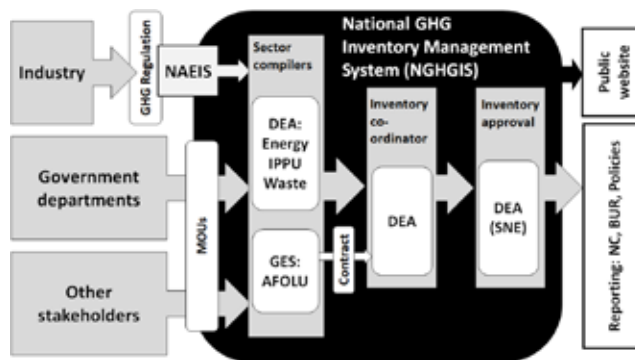 National GHG
Inventory Management
System (NGHGIS)
Industry
GHG Regulation
NAEIS
Sector
compilers
DEA:
Energy
IPPU
Waste
GES:
AFOLU
Government
departments
Other
stakeholders
MOUs
Contract
Inventory
co-
ordinator
DEA
Inventory
approval
DEA
(SNE)
Public
website
Reporting: NC, BUR, Policies